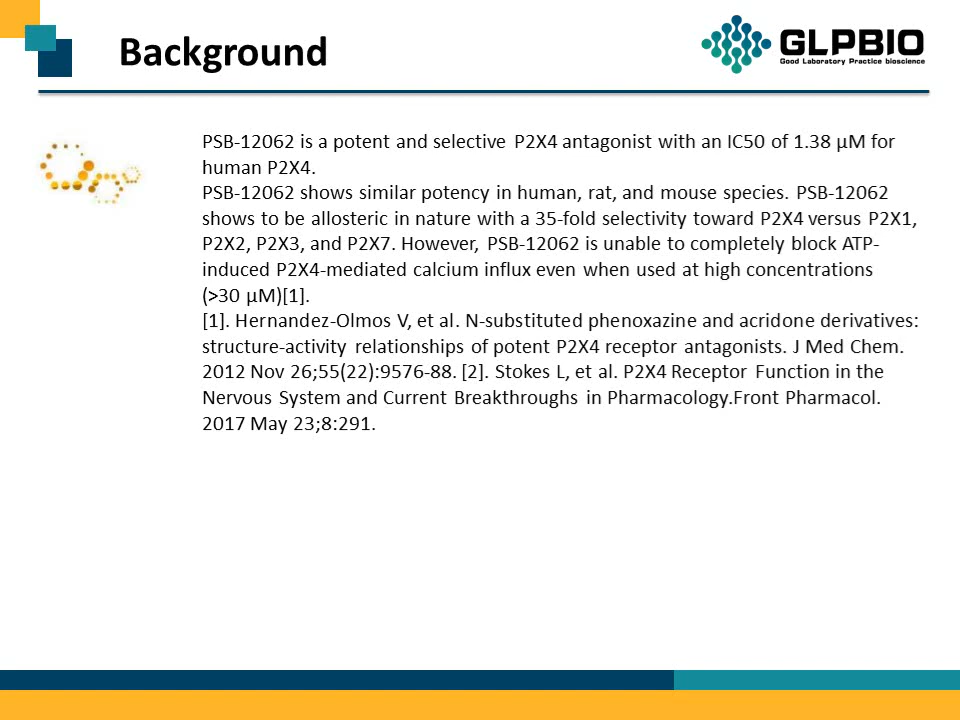 Background
GLPBIO
Good Laboratory Practice bioscience
PSB-12062 is a potent and selective P2X4 antagonist with an IC50 of 1.38 μM for
human P2X4.
PSB-12062 shows similar potency in human, rat, and mouse species. PSB-12062
shows to be allosteric in nature with a 35-fold selectivity toward P2X4 versus P2X1,
P2X2, P2X3, and P2X7. However, PSB-12062 is unable to completely block ATP-
induced P2X4-mediated calcium influx even when used at high concentrations
(>30 μM)[1].
[1]. Hernandez-Olmos V, et al. N-substituted phenoxazine and acridone derivatives:
structure-activity relationships of potent P2X4 receptor antagonists. J Med Chem.
2012 Nov 26;55(22):9576-88. [2]. Stokes L, et al. P2X4 Receptor Function in the
Nervous System and Current Breakthroughs in Pharmacology.Front Pharmacol.
2017 May 23;8:291.